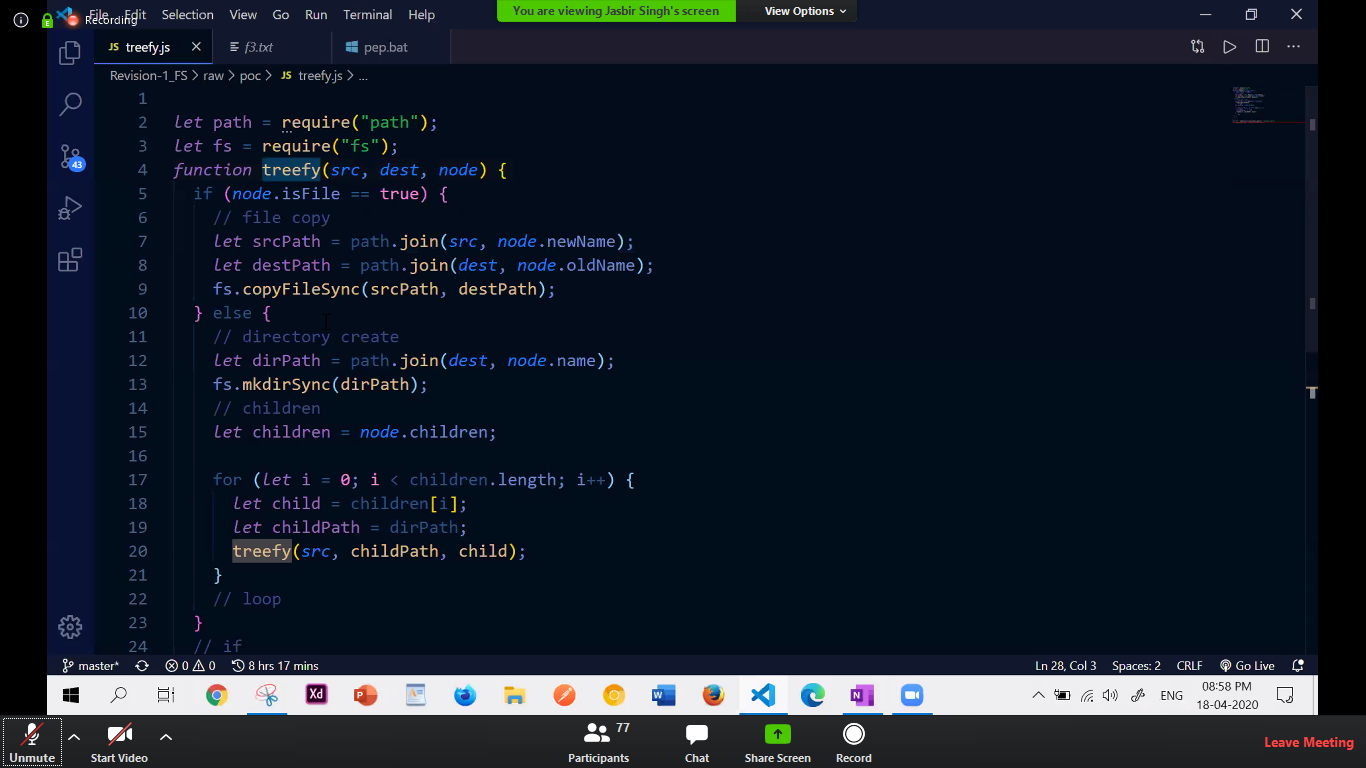 Recording
File Edit Selection View Go Run Terminal Help
You are viewing Jasbir Singh's screen
View Options
JS treefy.js
f3.txt
pep.bat
Revision-1_FS > raw > poc > JS treefy.js > ...
1
2 let path = require("path");
3 let fs = require("fs");
4 function treefy(src, dest, node) {
5 if (node.isFile == true) {
6 // file copy
7 let srcPath = path.join(src, node.newName);
8 let destPath = path.join(dest, node.oldName);
9 fs.copyFileSync(srcPath, destPath);
10 } else {
11 // directory create
12 let dirPath = path.join(dest, node.name);
13 fs.mkdirSync(dirPath);
14 // children
15 let children = node.children;
16
17 for (let i = 0; i < children.length; i++) {
18 let child = children[i];
19 let childPath = dirPath;
20 treefy(src, childPath, child);
21 }
22 // loop
23 }
24 // if
43
master* 0 0 8 hrs 17 mins
Ln 28, Col 3 Spaces: 2 CRLF Go Live
Xd
ENG
08:58 PM
18-04-2020
Unmute
Start Video
Participants 77
Chat
Share Screen
Record
Leave Meeting